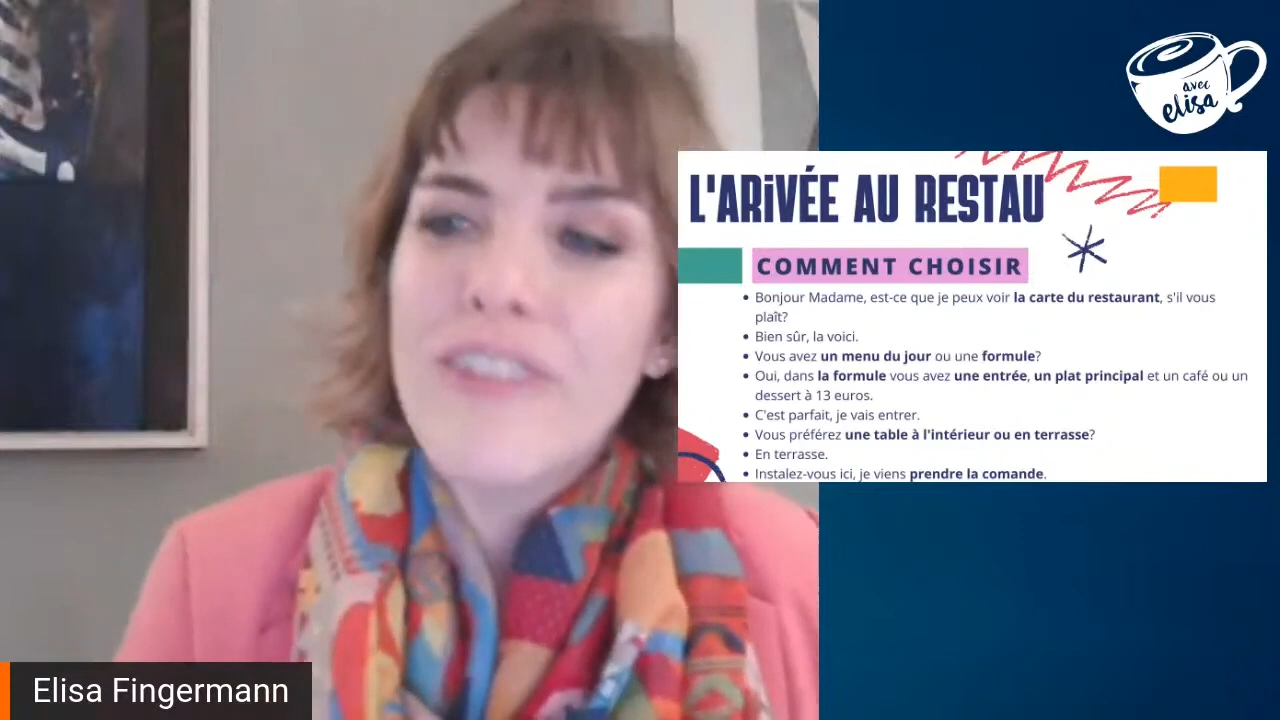 avec
elisa
L'ARiVÉE AU RESTAU
COMMENT CHOISIR
• Bonjour Madame, est-ce que je peux voir la carte du restaurant, s'il vous
plaît?
• Bien sûr, la voici.
• Vous avez un menu du jour ou une formule?
• Oui, dans la formule vous avez une entrée, un plat principal et un café ou un
dessert à 13 euros.
• C'est parfait, je vais entrer.
• Vous préférez une table à l'intérieur ou en terrasse?
• En terrasse.
• Instalez-vous ici, je viens prendre la comande.
Elisa Fingermann